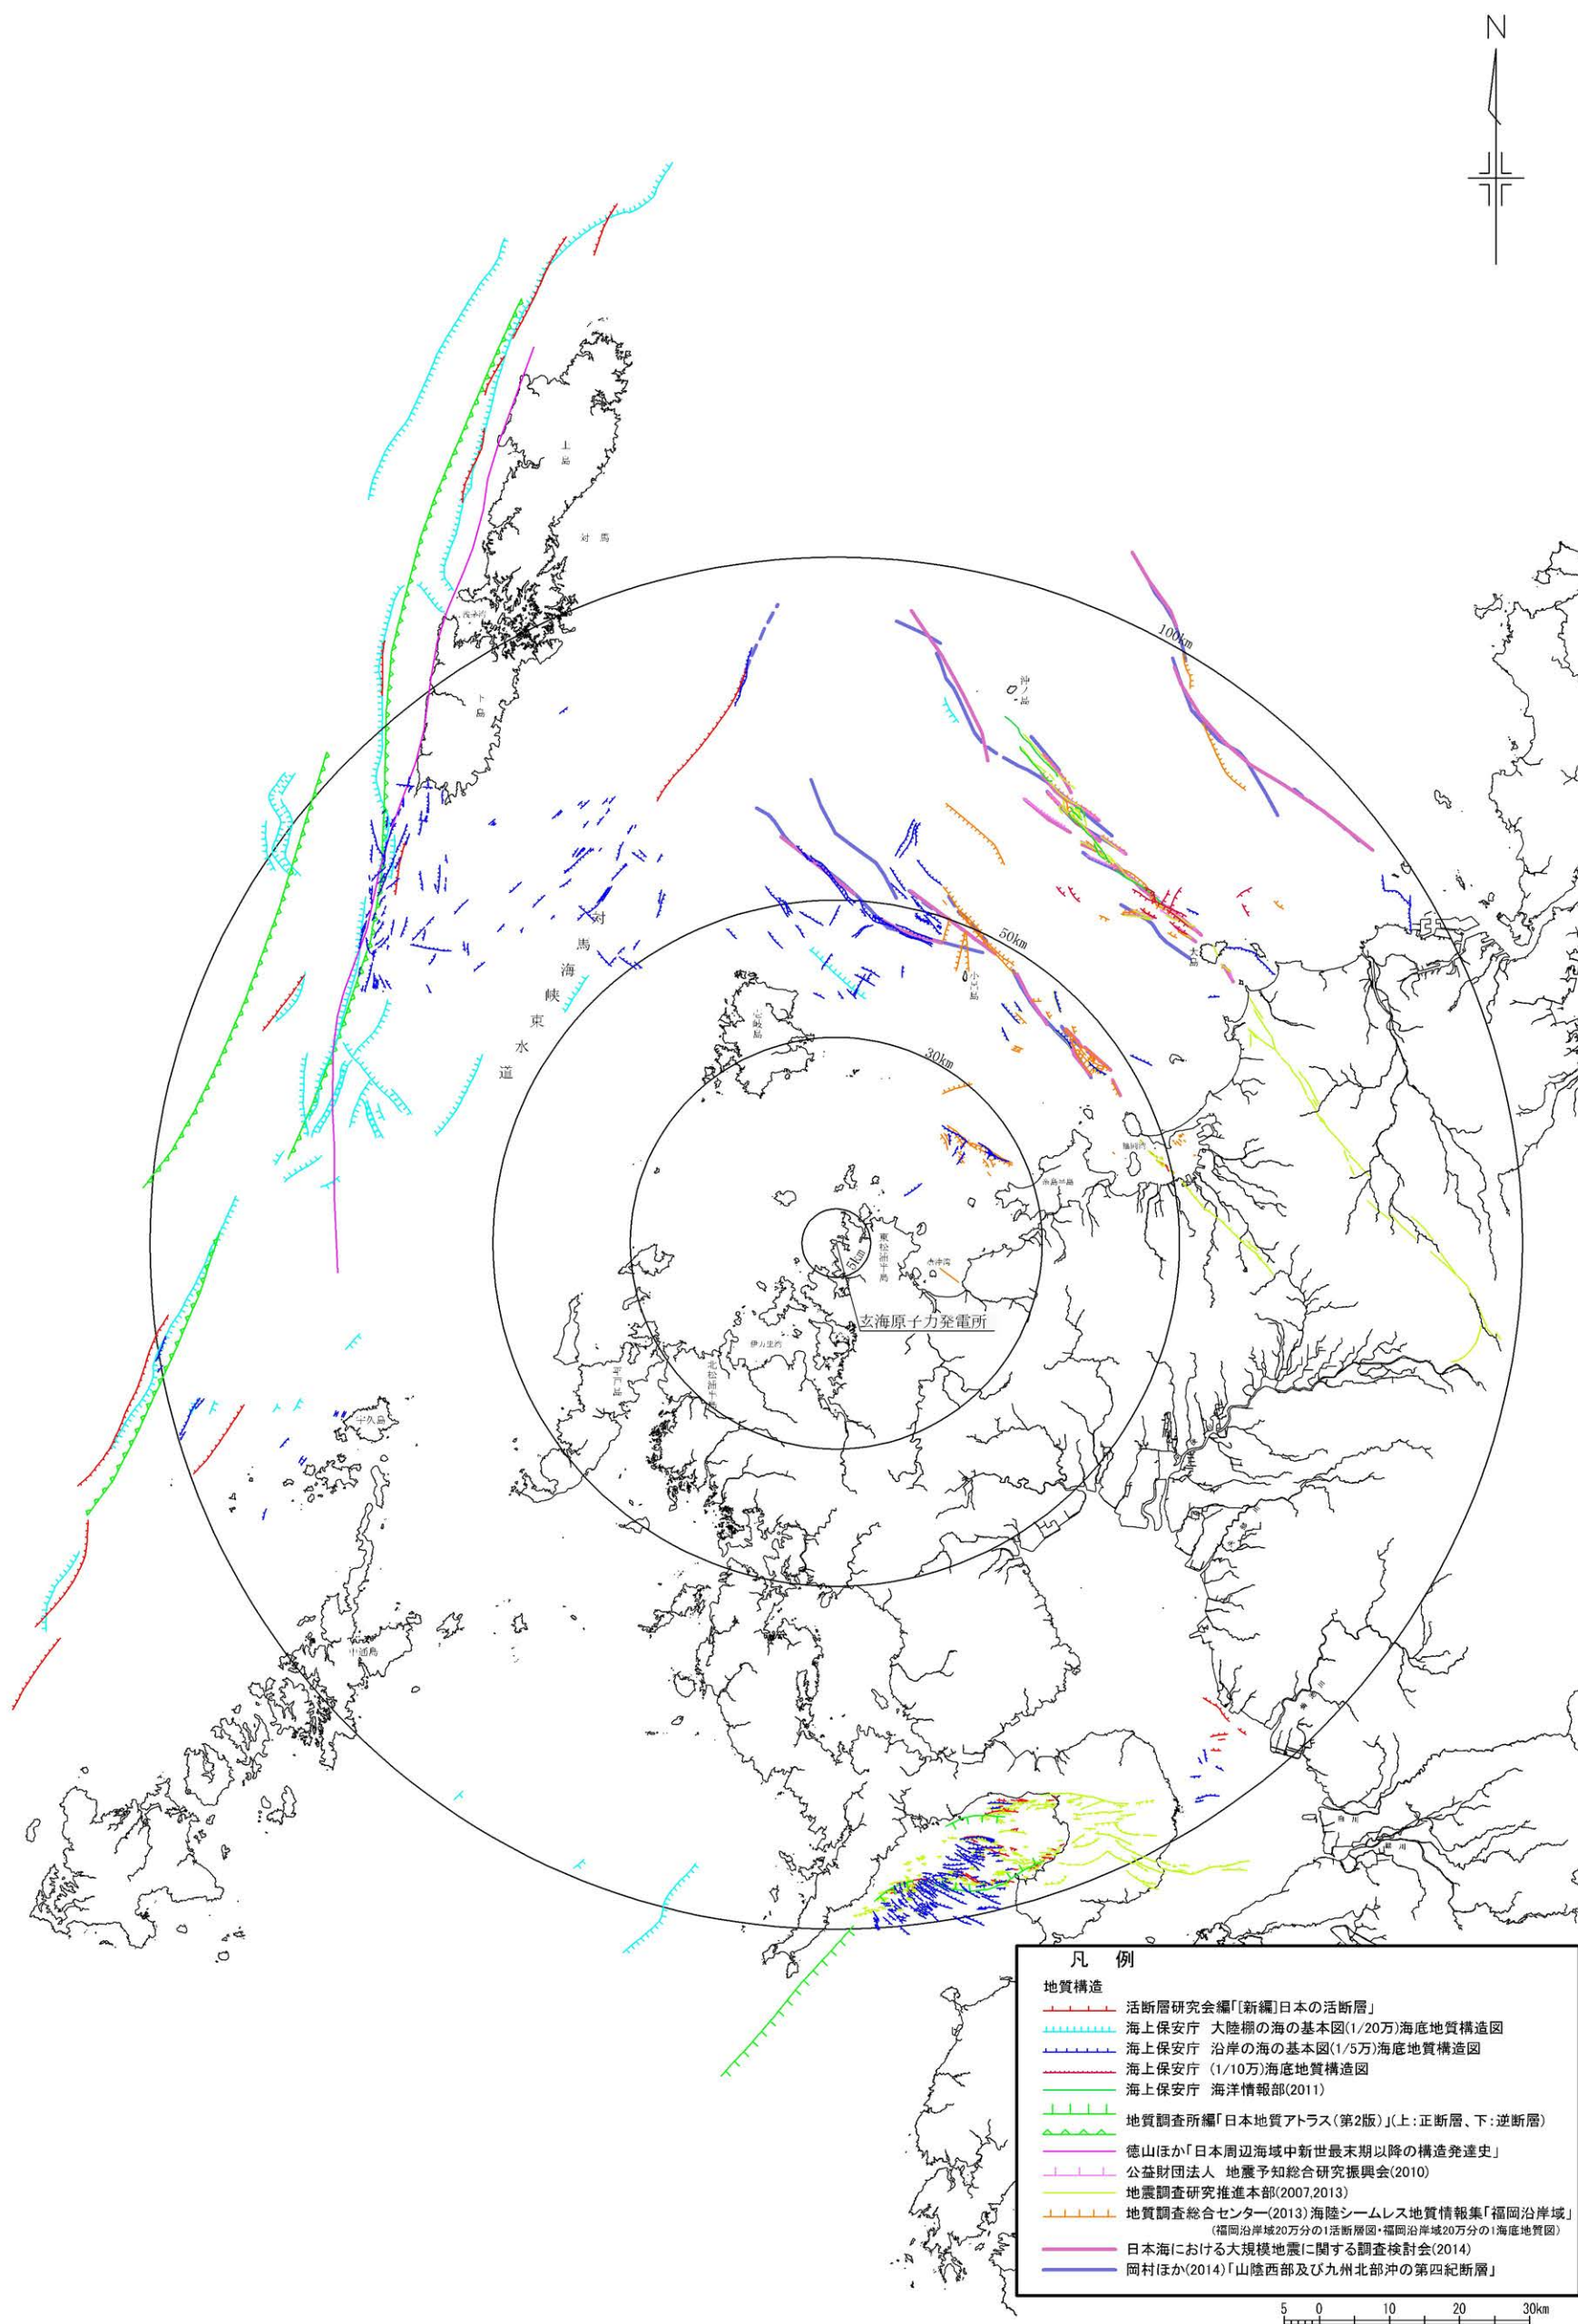 N
上島
対馬
下島
100km
沖ノ島
50km
対馬海峡東水道
大島
小呂島
壱岐島
30km
福岡湾
糸島半島
東松浦半島
唐津湾
5km
玄海原子力発電所
伊万里湾
北松浦半島
平戸島
宇久島
中通島
凡 例
地質構造
活断層研究会編「[新編]日本の活断層」
海上保安庁 大陸棚の海の基本図(1/20万)海底地質構造図
海上保安庁 沿岸の海の基本図(1/5万)海底地質構造図
海上保安庁 (1/10万)海底地質構造図
海上保安庁 海洋情報部(2011)
地質調査所編「日本地質アトラス(第2版)」(上:正断層、下:逆断層)
徳山ほか「日本周辺海域中新世最末期以降の構造発達史」
公益財団法人 地震予知総合研究振興会(2010)
地震調査研究推進本部(2007,2013)
地質調査総合センター(2013)海陸シームレス地質情報集「福岡沿岸域」
(福岡沿岸域20万分の1活断層図・福岡沿岸域20万分の1海底地質図)
日本海における大規模地震に関する調査検討会(2014)
岡村ほか(2014)「山陰西部及び九州北部沖の第四紀断層」
5 0 10 20 30km